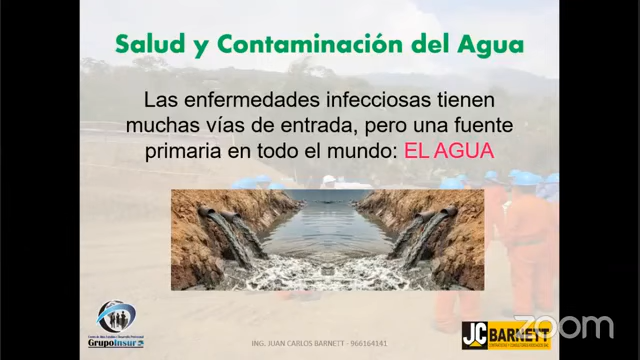 Salud y Contaminación del Agua
Las enfermedades infecciosas tienen
muchas vías de entrada, pero una fuente
primaria en todo el mundo: EL AGUA
GrupoInsur
ING. JUAN CARLOS BARNETT - 966164141
JC BARNETT
zoom